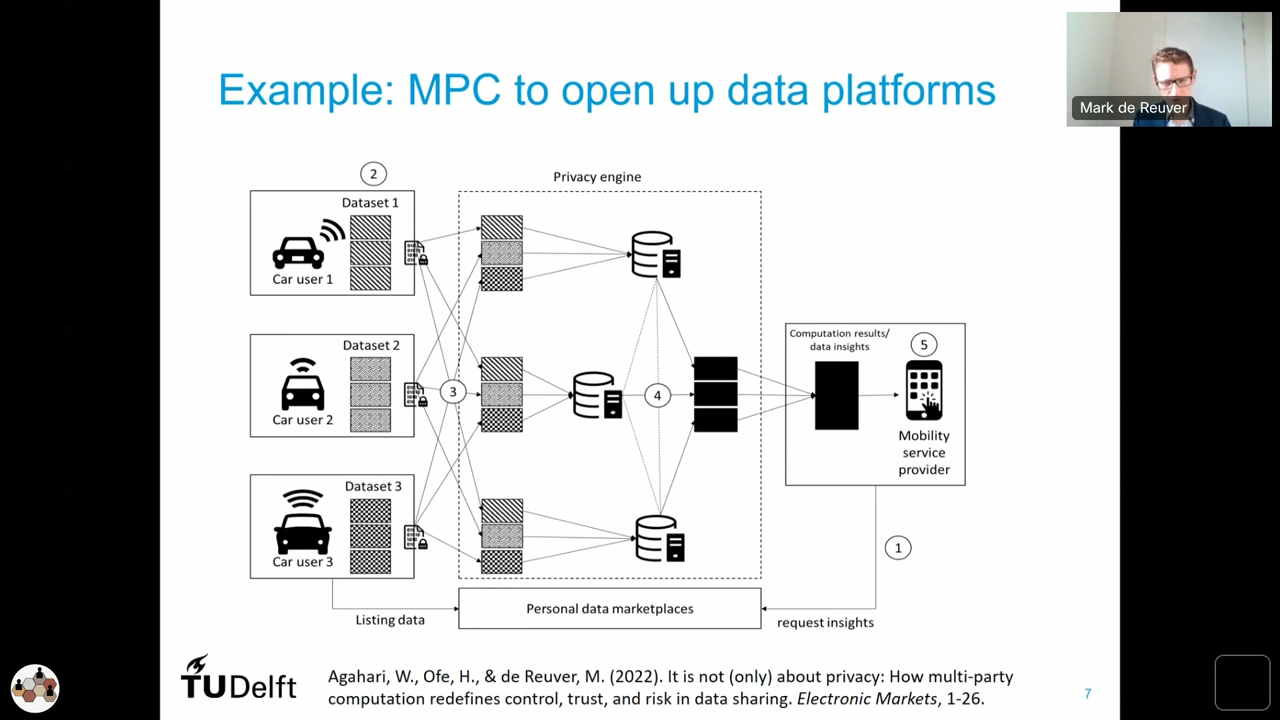 Example: MPC to open up data platforms
Mark de Reuver
2
Privacy engine
Dataset 1
Car user 1
Dataset 2
Car user 2
Dataset 3
Car user 3
3
4
Computation results/
data insights
5
Mobility
service
provider
1
Listing data
Personal data marketplaces
request insights
TUDelft
Agahari, W., Ofe, H., & de Reuver, M. (2022). It is not (only) about privacy: How multi-party
computation redefines control, trust, and risk in data sharing. Electronic Markets, 1-26.
7